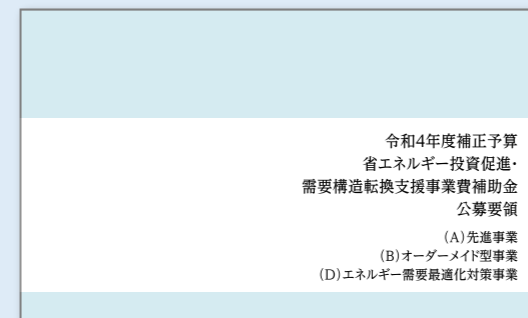 令和4年度補正予算
省エネルギー投資促進・
需要構造転換支援事業費補助金
公募要領
(A)先進事業
(B)オーダーメイド型事業
(D)エネルギー需要最適化対策事業